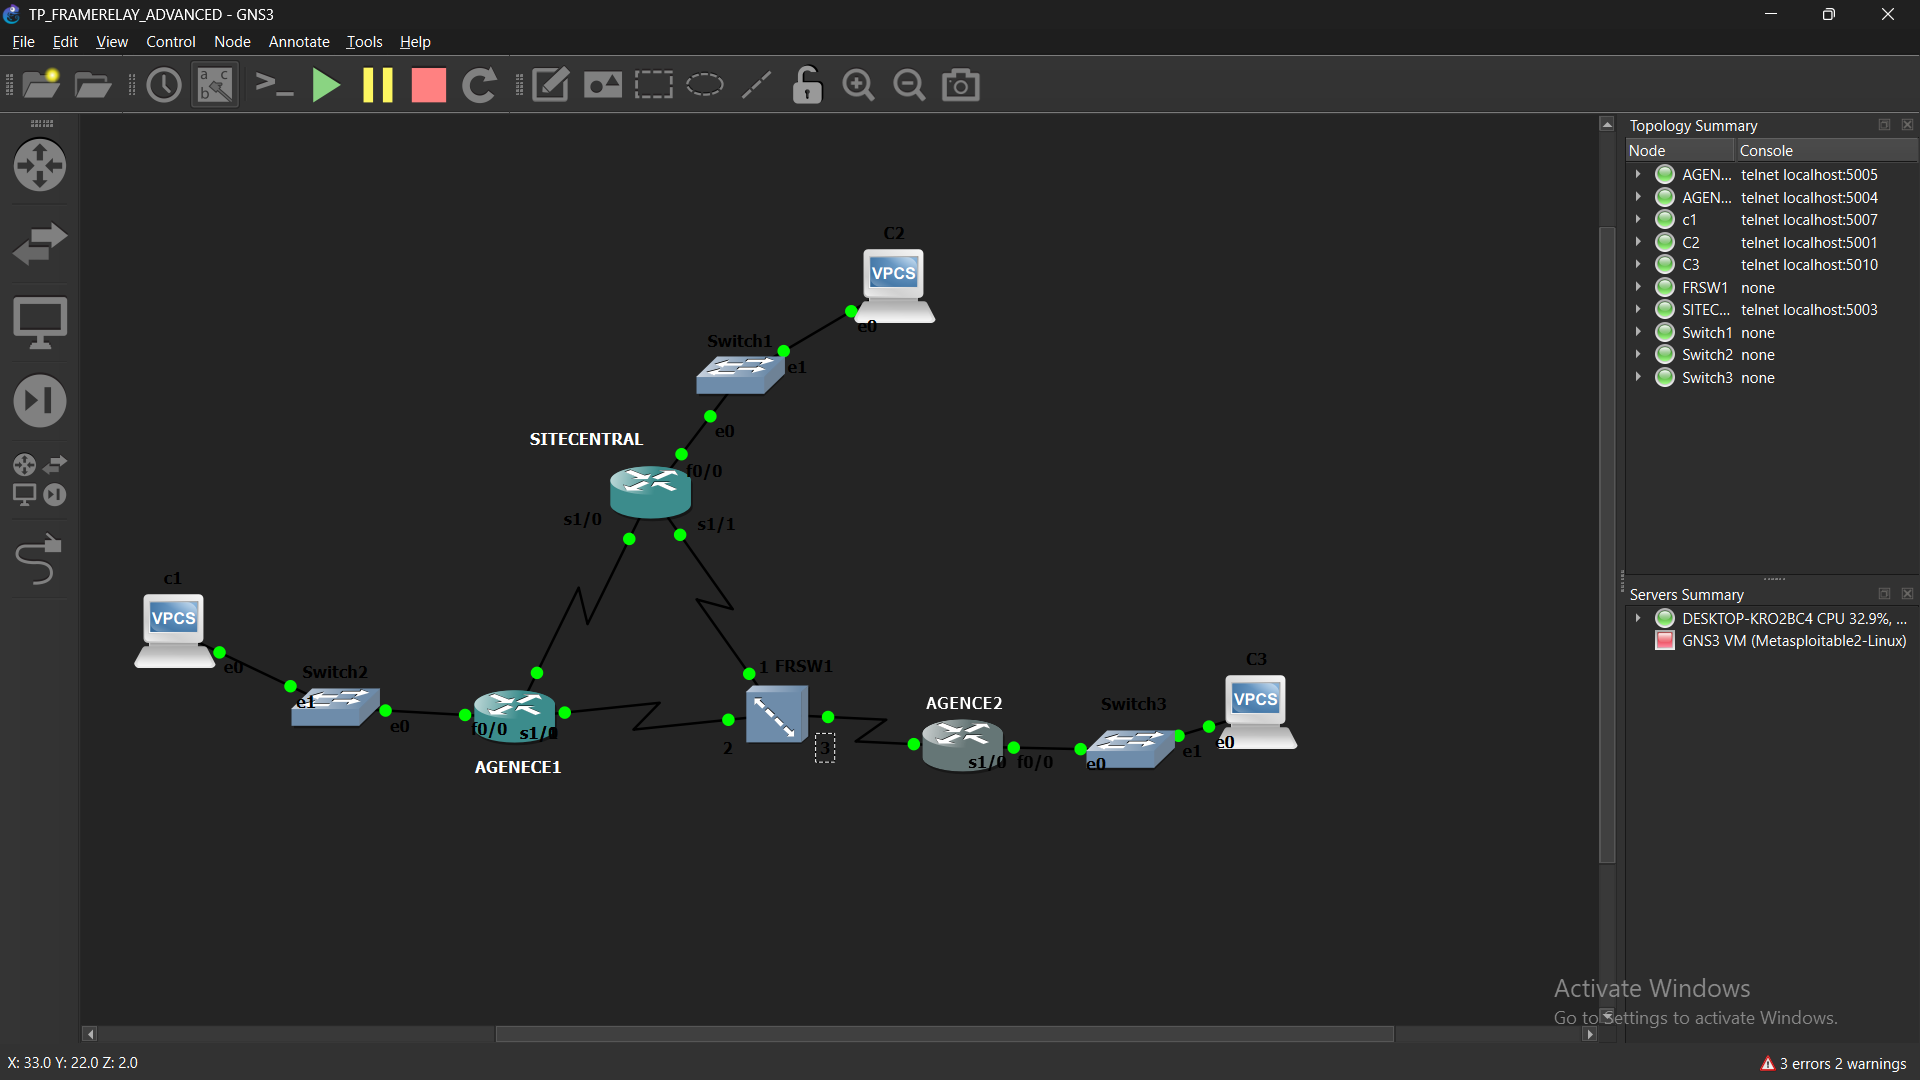 TP_FRAMERELAY_ADVANCED - GNS3
File Edit View Control Node Annotate Tools Help
Topology Summary
Node Console
AGEN... telnet localhost:5005
AGEN... telnet localhost:5004
c1 telnet localhost:5007
C2 telnet localhost:5001
C3 telnet localhost:5010
FRSW1 none
SITEC... telnet localhost:5003
Switch1 none
Switch2 none
Switch3 none
C2
VPCS
e0
Switch1
e1
e0
SITECENTRAL
f0/0
s1/0
s1/1
c1
VPCS
e0
Switch2
e1
e0
f0/0
AGENECE1
1 FRSW1
2
3
AGENCE2
s1/0 f0/0
Switch3
e0
e1
C3
VPCS
e0
Servers Summary
DESKTOP-KRO2BC4 CPU 32.9%, ...
GNS3 VM (Metasploitable2-Linux)
Activate Windows
Go to Settings to activate Windows.
X: 33.0 Y: 22.0 Z: 2.0
3 errors 2 warnings